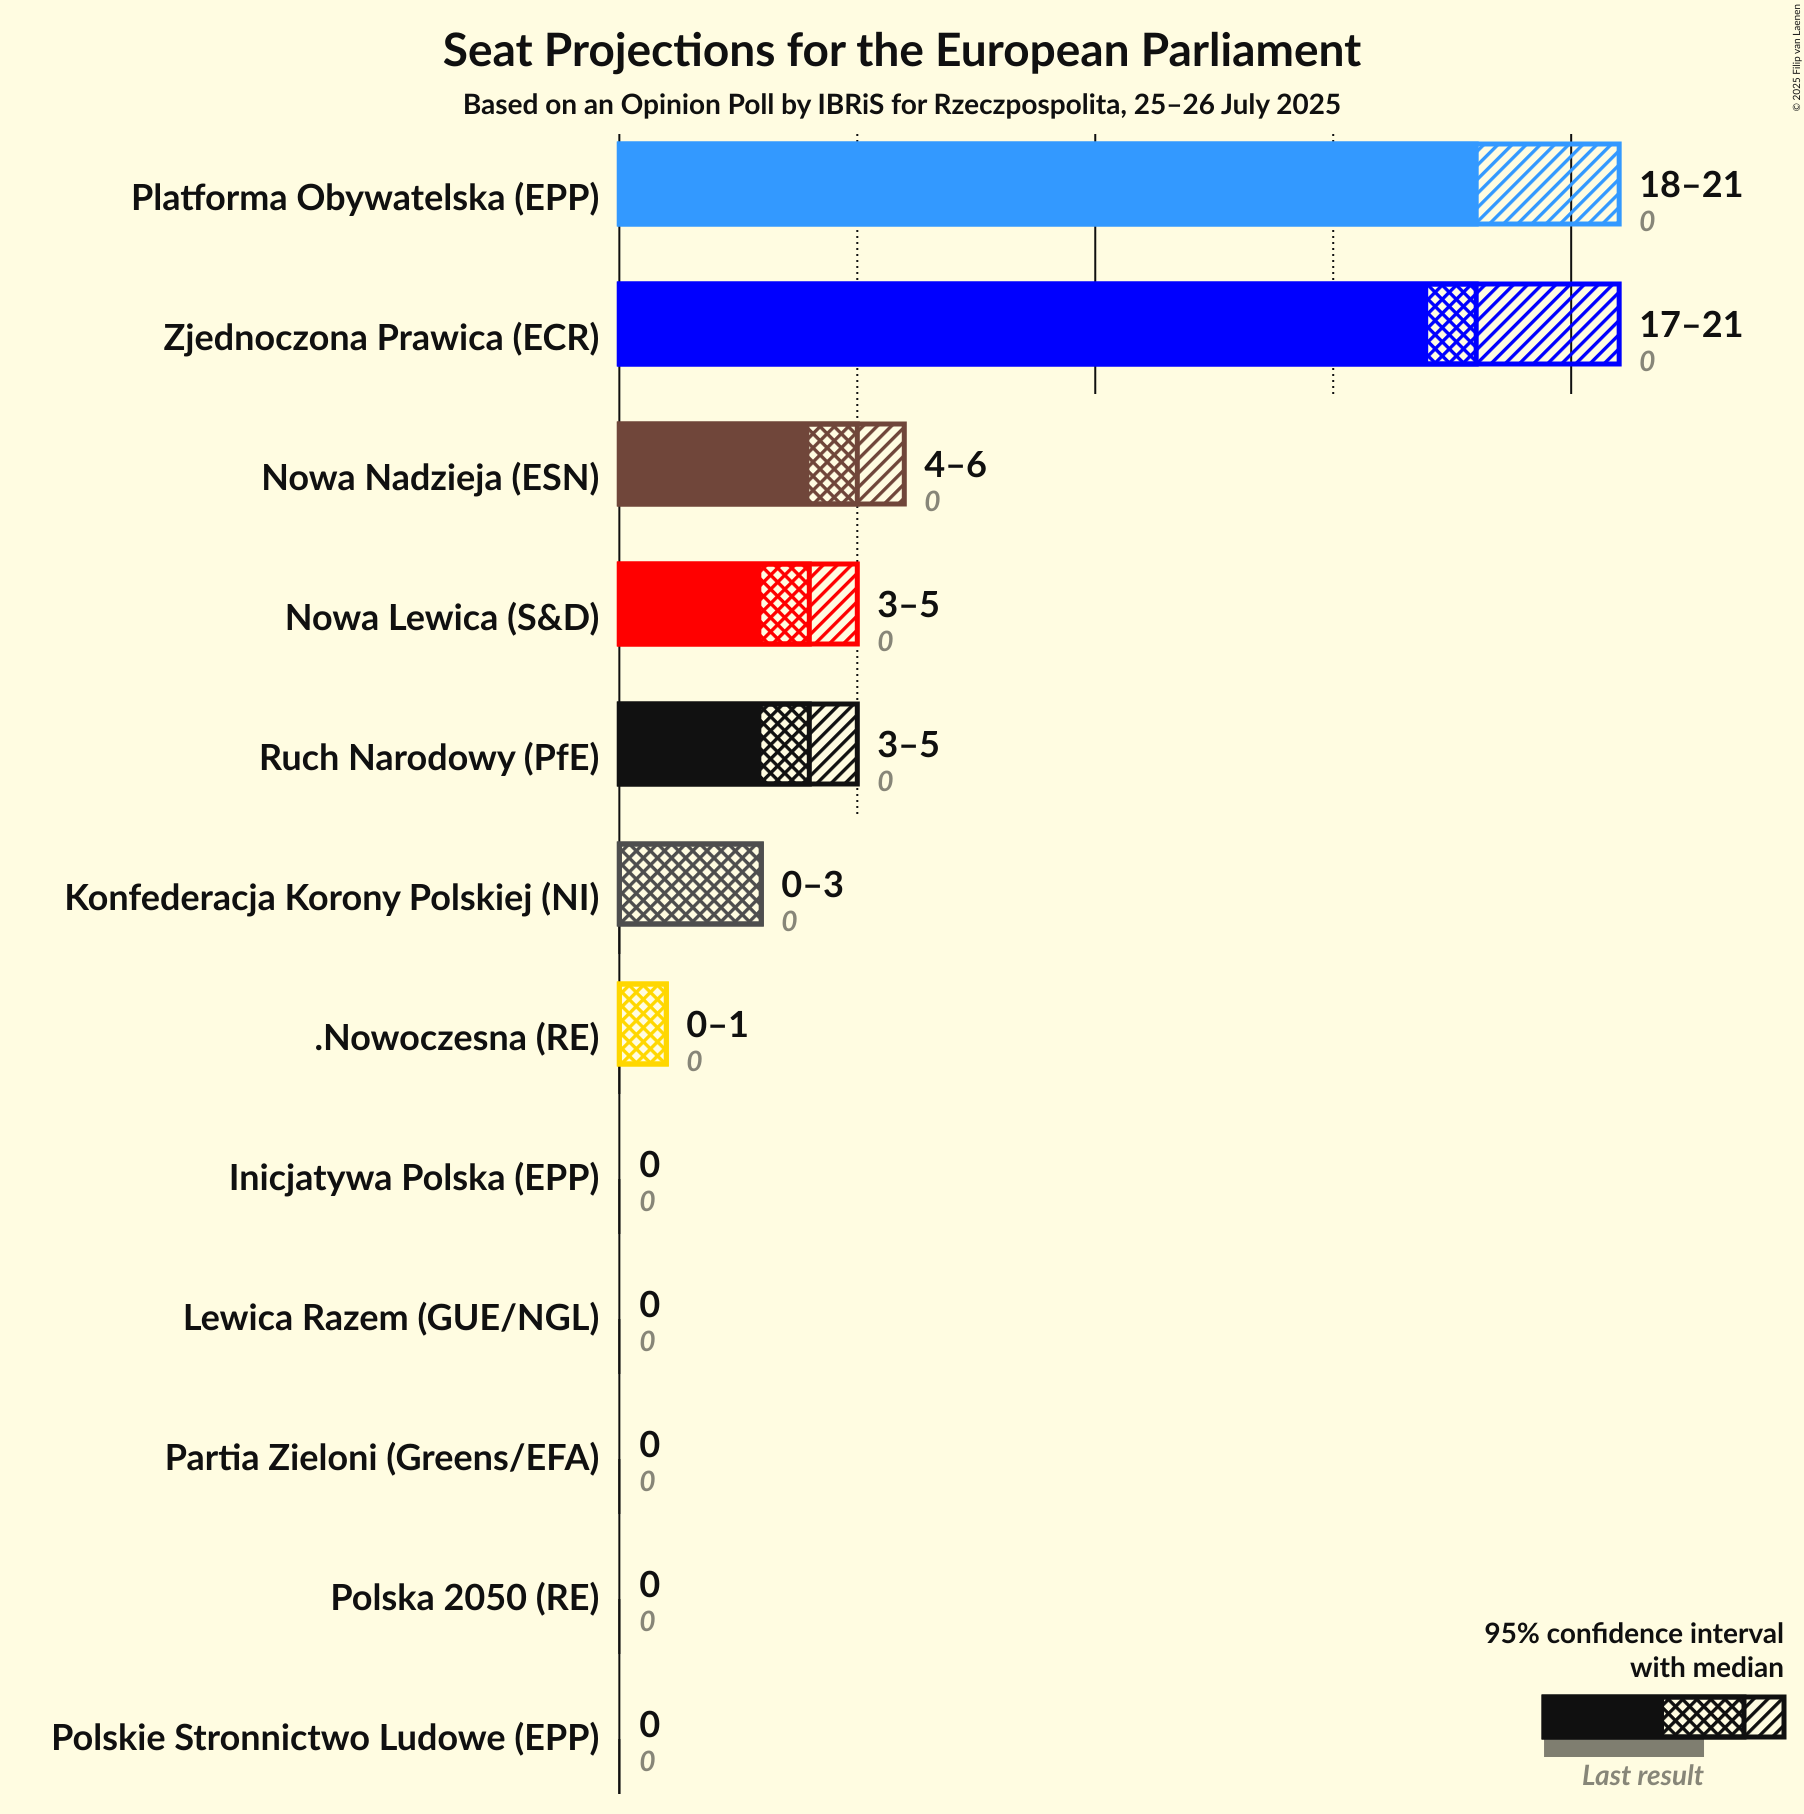 Seat Projections for the European Parliament
Based on an Opinion Poll by IBRiS for Rzeczpospolita, 25–26 July 2025
© 2025 Filip van Laenen
Platforma Obywatelska (EPP)
18–21
0
Zjednoczona Prawica (ECR)
17–21
0
Nowa Nadzieja (ESN)
4–6
0
Nowa Lewica (S&D)
3–5
0
Ruch Narodowy (PfE)
3–5
0
Konfederacja Korony Polskiej (NI)
0–3
0
.Nowoczesna (RE)
0–1
0
Inicjatywa Polska (EPP)
0
0
Lewica Razem (GUE/NGL)
0
0
Partia Zieloni (Greens/EFA)
0
0
Polska 2050 (RE)
0
0
Polskie Stronnictwo Ludowe (EPP)
0
0
95% confidence interval
with median
Last result